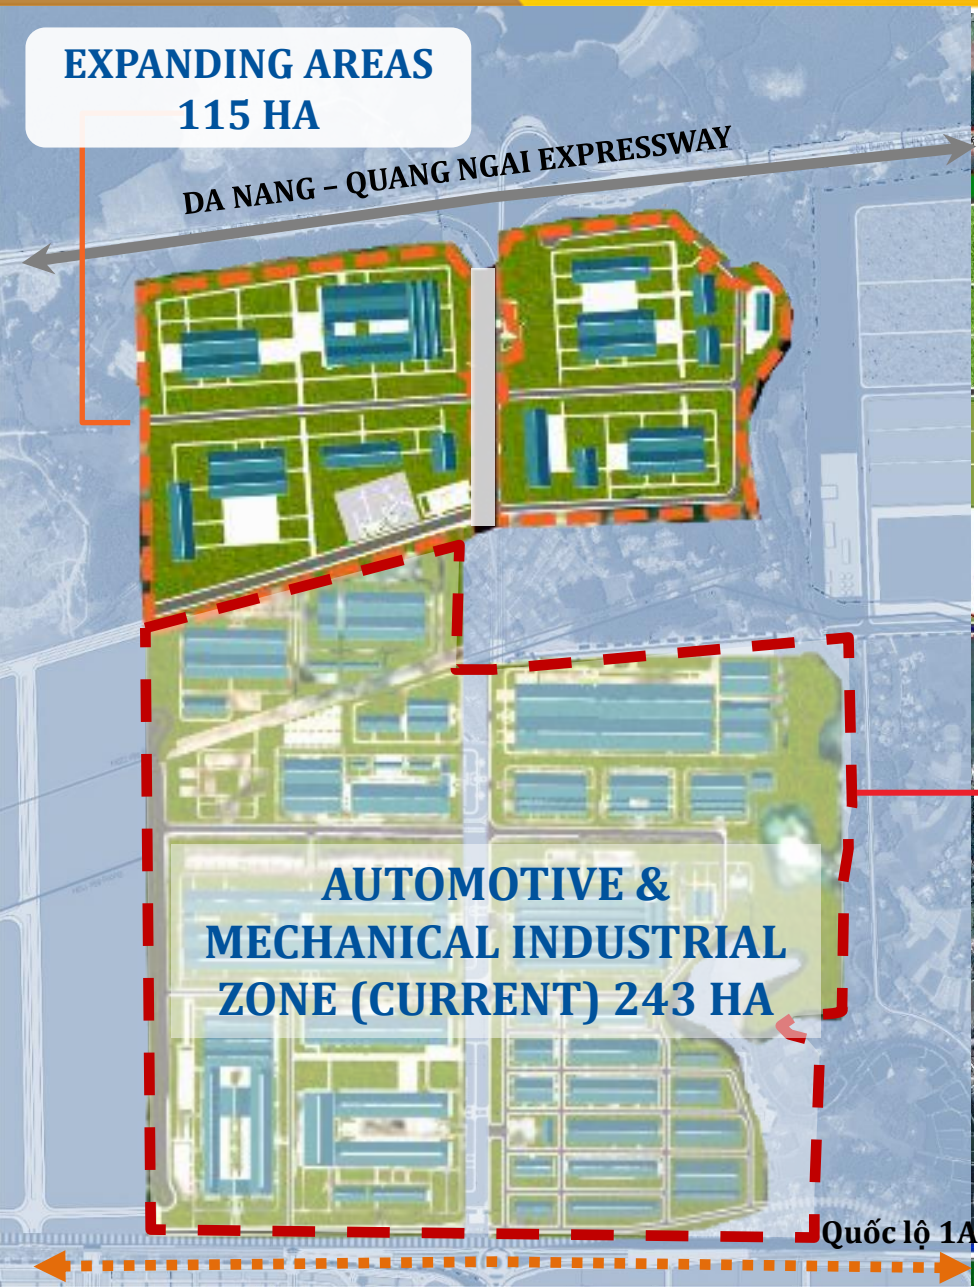 EXPANDING AREAS
115 HA
DA NANG – QUANG NGAI EXPRESSWAY
AUTOMOTIVE &
MECHANICAL INDUSTRIAL
ZONE (CURRENT) 243 HA
Quốc lộ 1A